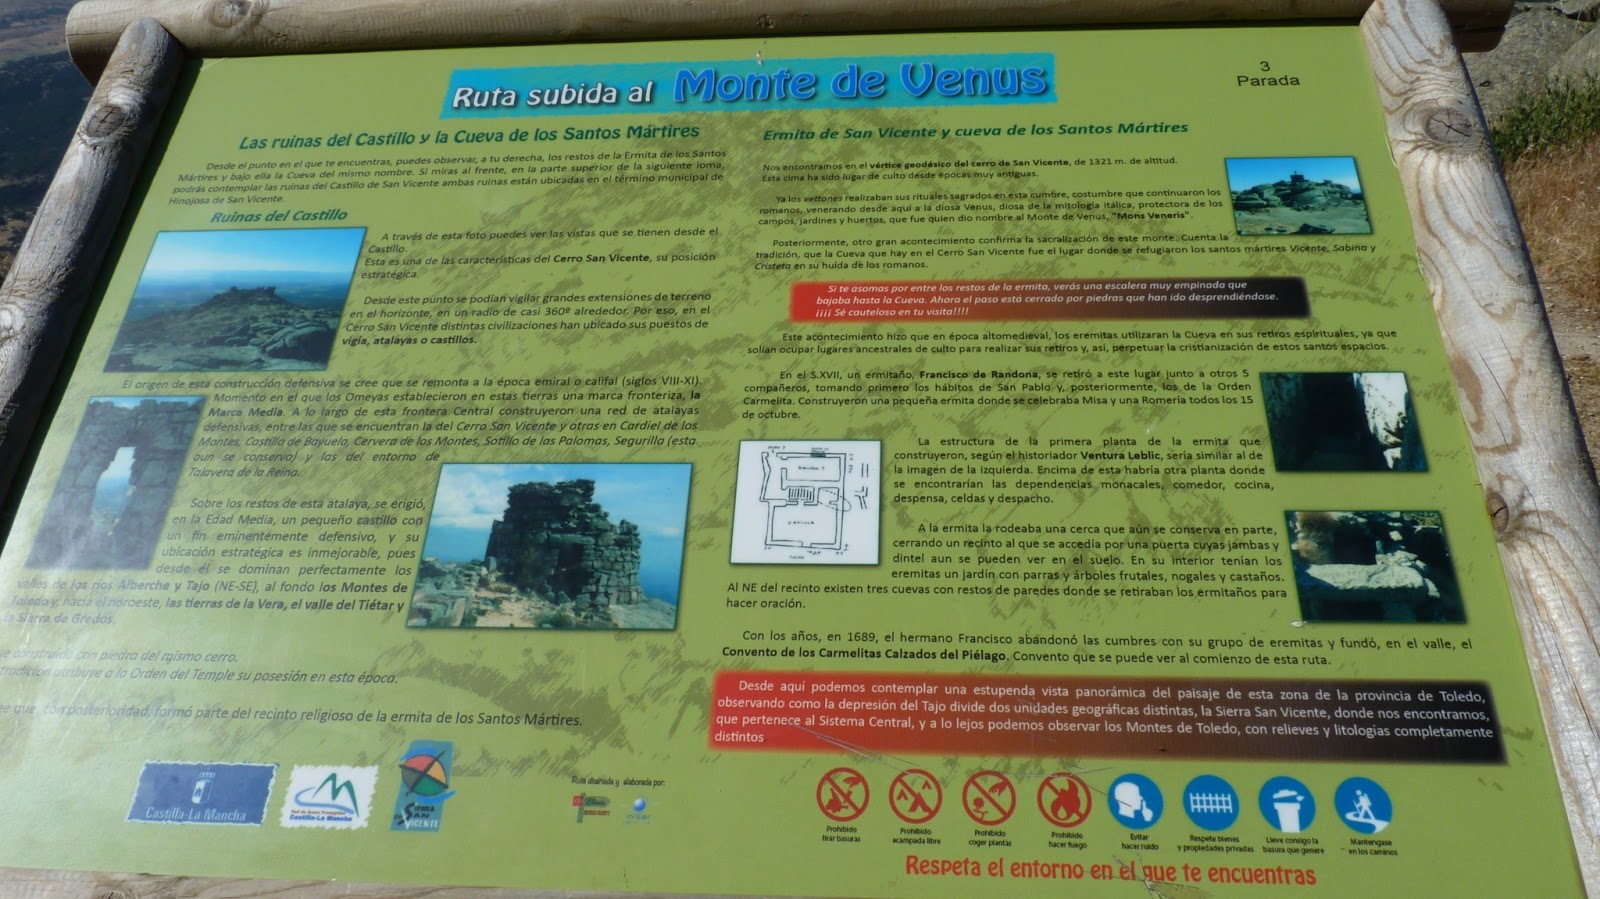 Ruta subida al Monte de Venus
3
Parada
Las ruinas del Castillo y la Cueva de los Santos Mártires
Desde el punto en el que te encuentras, puedes observar, a tu derecha, los restos de la Ermita de los Santos
Mártires y bajo ella la Cueva del mismo nombre. Si miras al frente, en la parte superior de la siguiente loma,
podrás contemplar las ruinas del Castillo de San Vicente ambas ruinas están ubicadas en el término municipal de
Hinojosa de San Vicente.
Ruinas del Castillo
A través de esta foto puedes ver las vistas que se tienen desde el
Castillo.
Esta es una de las características del Cerro San Vicente, su posición
estratégica.
Desde este punto se podían vigilar grandes extensiones de terreno
en el horizonte, en un radio de casi 360º alrededor. Por eso, en el
Cerro San Vicente distintas civilizaciones han ubicado sus puestos de
vigía, atalayas o castillos.
El origen de esta construcción defensiva se cree que se remonta a la época emiral o califal (siglos VIII-XI).
Momento en el que los Omeyas establecieron en estas tierras una marca fronteriza, la
Marca Media. A lo largo de esta frontera Central construyeron una red de atalayas
defensivas, entre las que se encuentran la del Cerro San Vicente y otras en Cardiel de los
Montes, Castillo de Bayuela, Cervera de los Montes, Sotillo de las Palomas, Segurilla (esta
aun se conserva) y las del entorno de
Talavera de la Reina.
Sobre los restos de esta atalaya, se erigió,
en la Edad Media, un pequeño castillo con
un fin eminentemente defensivo, y su
ubicación estratégica es inmejorable, pues
desde él se dominan perfectamente los
valles de los ríos Alberche y Tajo (NE-SE), al fondo los Montes de
Toledo y, hacia el noroeste, las tierras de la Vera, el valle del Tiétar y
la Sierra de Gredos.
construido con piedra del mismo cerro.
tradición atribuye a la Orden del Temple su posesión en esta época.
que, con posterioridad, formó parte del recinto religioso de la ermita de los Santos Mártires.
Ermita de San Vicente y cueva de los Santos Mártires
Nos encontramos en el vértice geodésico del cerro de San Vicente, de 1321 m. de altitud.
Esta cima ha sido lugar de culto desde épocas muy antiguas.
Ya los vettones realizaban sus rituales sagrados en esta cumbre, costumbre que continuaron los
romanos, venerando desde aquí a la diosa Venus, diosa de la mitología itálica, protectora de los
campos, jardines y huertos, que fue quien dio nombre al Monte de Venus, "Mons Veneris".
Posteriormente, otro gran acontecimiento confirma la sacralización de este monte. Cuenta la
tradición, que la Cueva que hay en el Cerro San Vicente fue el lugar donde se refugiaron los santos mártires Vicente, Sabina y
Cristeta en su huída de los romanos.
Si te asomas por entre los restos de la ermita, verás una escalera muy empinada que
bajaba hasta la Cueva. Ahora el paso está cerrado por piedras que han ido desprendiéndose.
¡¡¡¡ Sé cauteloso en tu visita!!!!
Este acontecimiento hizo que en época altomedieval, los eremitas utilizaran la Cueva en sus retiros espirituales, ya que
solían ocupar lugares ancestrales de culto para realizar sus retiros y, así, perpetuar la cristianización de estos santos espacios.
En el S.XVII, un ermitaño, Francisco de Randona, se retiró a este lugar junto a otros 5
compañeros, tomando primero los hábitos de San Pablo y, posteriormente, los de la Orden
Carmelita. Construyeron una pequeña ermita donde se celebraba Misa y una Romería todos los 15
de octubre.
La estructura de la primera planta de la ermita que
construyeron, según el historiador Ventura Leblic, sería similar al de
la imagen de la izquierda. Encima de esta habría otra planta donde
se encontrarían las dependencias monacales, comedor, cocina,
despensa, celdas y despacho.
A la ermita la rodeaba una cerca que aún se conserva en parte,
cerrando un recinto al que se accedía por una puerta cuyas jambas y
dintel aun se pueden ver en el suelo. En su interior tenían los
eremitas un jardín con parras y árboles frutales, nogales y castaños.
Al NE del recinto existen tres cuevas con restos de paredes donde se retiraban los ermitaños para
hacer oración.
Con los años, en 1689, el hermano Francisco abandonó las cumbres con su grupo de eremitas y fundó, en el valle, el
Convento de los Carmelitas Calzados del Piélago. Convento que se puede ver al comienzo de esta ruta.
Desde aquí podemos contemplar una estupenda vista panorámica del paisaje de esta zona de la provincia de Toledo,
observando como la depresión del Tajo divide dos unidades geográficas distintas, la Sierra San Vicente, donde nos encontramos,
que pertenece al Sistema Central, y a lo lejos podemos observar los Montes de Toledo, con relieves y litologías completamente
distintos
Castilla-La Mancha
Castilla-La Mancha
SIERRA
SAN
VICENTE
Ruta diseñada y elaborada por:
Prohibido
tirar basuras
Prohibido
acampada libre
Prohibido
coger plantas
Prohibido
hacer fuego
Evitar
hacer ruido
Respete bienes
y propiedades privadas
Lleve consigo la
basura que genere
Mantengase
en los caminos
Respeta el entorno en el que te encuentras